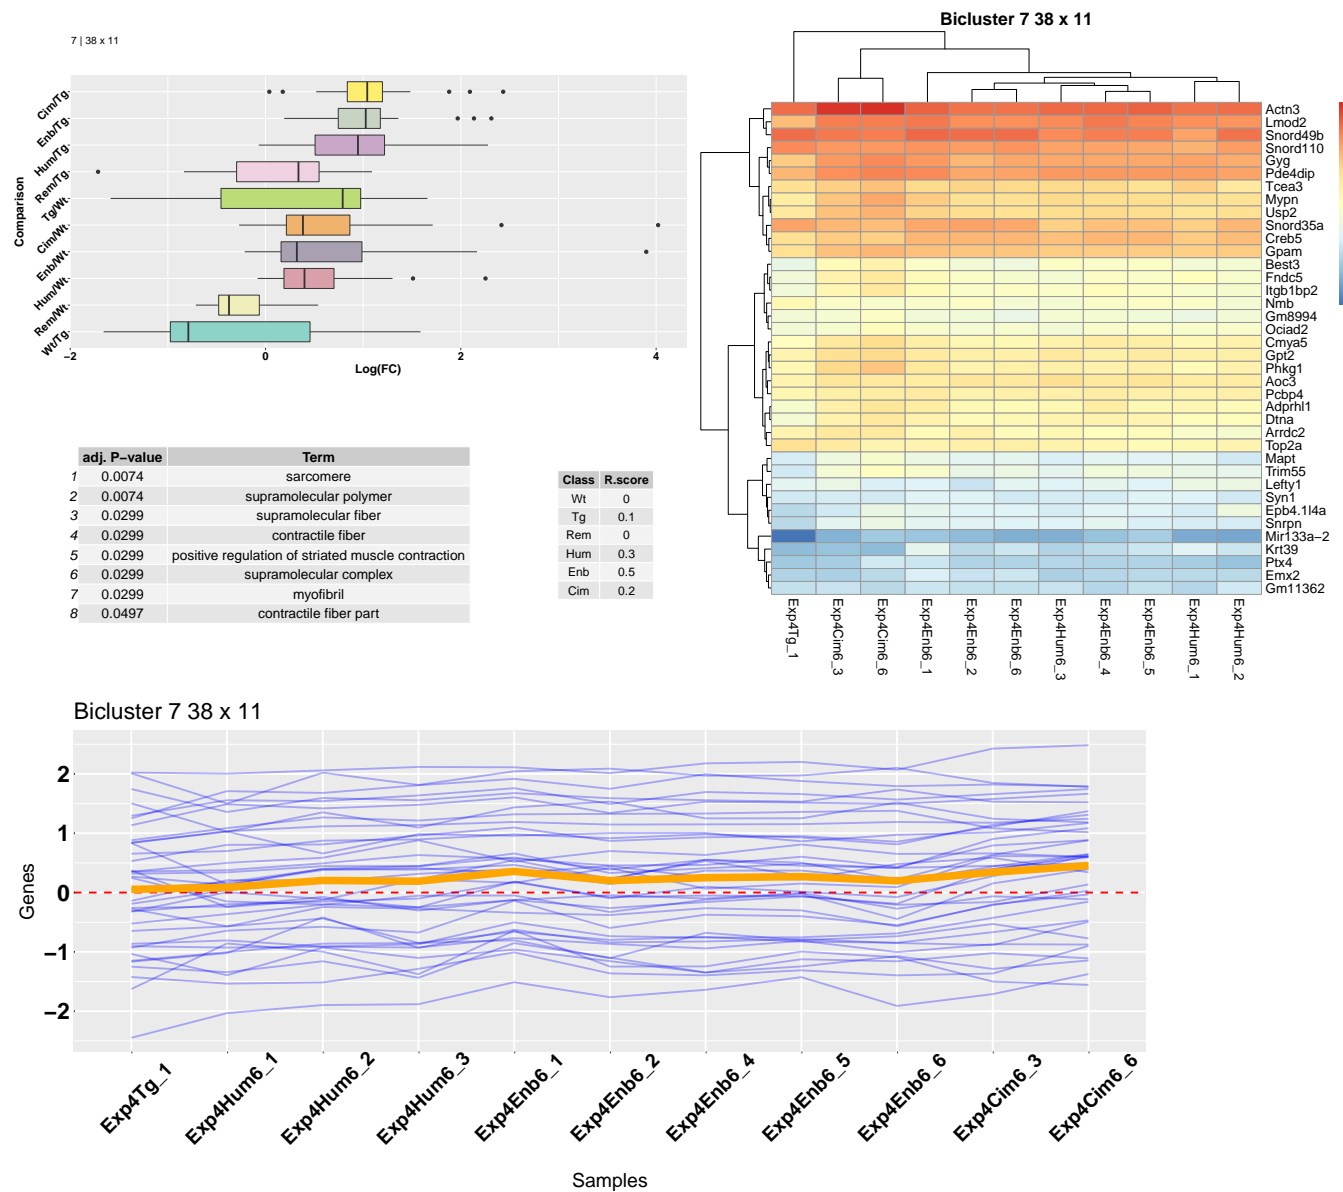 7 | 38 x 11
Comparison
Cim/Tg
Enb/Tg
Hum/Tg
Rem/Tg
Tg/Wt
Cim/Wt
Enb/Wt
Hum/Wt
Rem/Wt
Wt/Tg
−2 0 2 4
Log(FC)
Bicluster 7 38 x 11
Actn3
Lmod2
Snord49b
Snord110
Gyg
Pde4dip
Tcea3
Mypn
Usp2
Snord35a
Creb5
Gpam
Best3
Fndc5
Itgb1bp2
Nmb
Gm8994
Ociad2
Cmya5
Gpt2
Phkg1
Aoc3
Pcbp4
Adprhl1
Dtna
Arrdc2
Top2a
Mapt
Trim55
Lefty1
Syn1
Epb4.1l4a
Snrpn
Mir133a−2
Krt39
Ptx4
Emx2
Gm11362
Exp4Tg_1
Exp4Cim6_3
Exp4Cim6_6
Exp4Enb6_1
Exp4Enb6_2
Exp4Enb6_6
Exp4Hum6_3
Exp4Enb6_4
Exp4Enb6_5
Exp4Hum6_1
Exp4Hum6_2
adj. P−value Term
1 0.0074 sarcomere
2 0.0074 supramolecular polymer
3 0.0299 supramolecular fiber
4 0.0299 contractile fiber
5 0.0299 positive regulation of striated muscle contraction
6 0.0299 supramolecular complex
7 0.0299 myofibril
8 0.0497 contractile fiber part
Class R.score
Wt 0
Tg 0.1
Rem 0
Hum 0.3
Enb 0.5
Cim 0.2
Bicluster 7 38 x 11
Genes
2
1
0
−1
−2
Exp4Tg_1
Exp4Hum6_1
Exp4Hum6_2
Exp4Hum6_3
Exp4Enb6_1
Exp4Enb6_2
Exp4Enb6_4
Exp4Enb6_5
Exp4Enb6_6
Exp4Cim6_3
Exp4Cim6_6
Samples